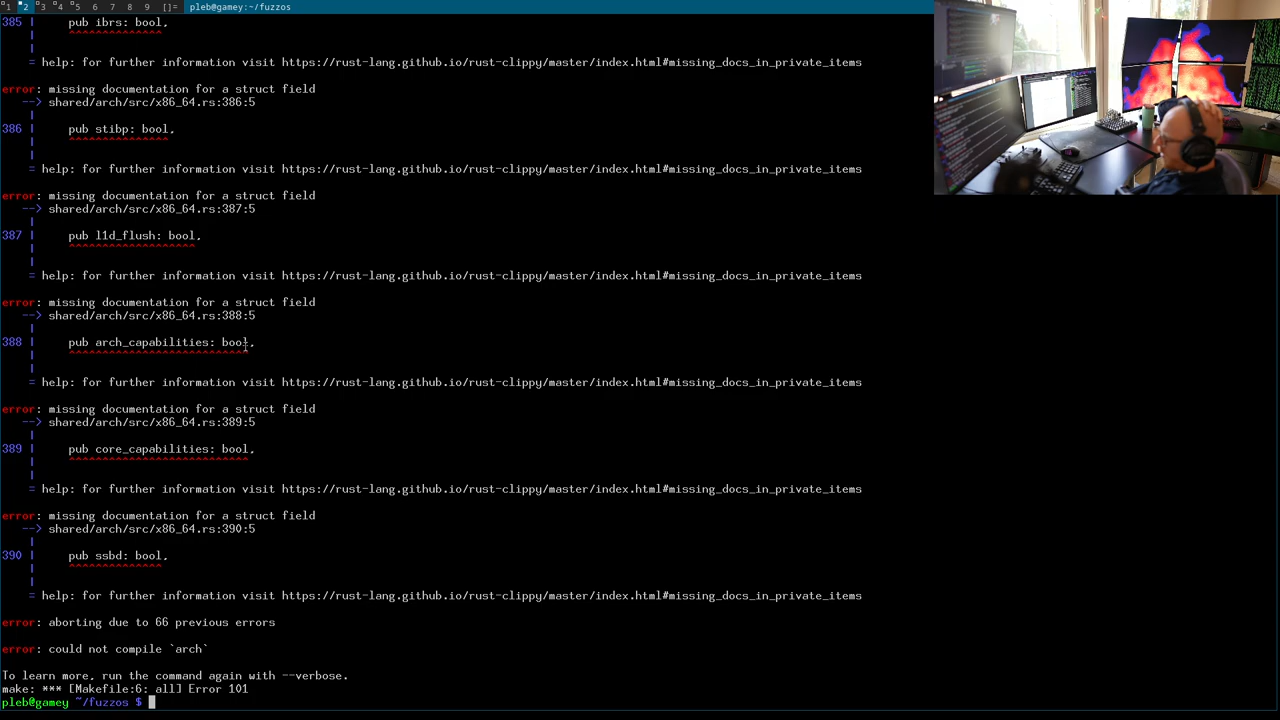 1 2 3 4 5 6 7 8 9 []= pleb@gamey:~/fuzzos
385 |     pub ibrs: bool,
|     ^^^^^^^^^^^^^^
|
= help: for further information visit https://rust-lang.github.io/rust-clippy/master/index.html#missing_docs_in_private_items
error: missing documentation for a struct field
--> shared/arch/src/x86_64.rs:386:5
|
386 |     pub stibp: bool,
|     ^^^^^^^^^^^^^^^
|
= help: for further information visit https://rust-lang.github.io/rust-clippy/master/index.html#missing_docs_in_private_items
error: missing documentation for a struct field
--> shared/arch/src/x86_64.rs:387:5
|
387 |     pub l1d_flush: bool,
|     ^^^^^^^^^^^^^^^^^^^
|
= help: for further information visit https://rust-lang.github.io/rust-clippy/master/index.html#missing_docs_in_private_items
error: missing documentation for a struct field
--> shared/arch/src/x86_64.rs:388:5
|
388 |     pub arch_capabilities: bool,
|     ^^^^^^^^^^^^^^^^^^^^^^^^^^^
|
= help: for further information visit https://rust-lang.github.io/rust-clippy/master/index.html#missing_docs_in_private_items
error: missing documentation for a struct field
--> shared/arch/src/x86_64.rs:389:5
|
389 |     pub core_capabilities: bool,
|     ^^^^^^^^^^^^^^^^^^^^^^^^^^^
|
= help: for further information visit https://rust-lang.github.io/rust-clippy/master/index.html#missing_docs_in_private_items
error: missing documentation for a struct field
--> shared/arch/src/x86_64.rs:390:5
|
390 |     pub ssbd: bool,
|     ^^^^^^^^^^^^^^
|
= help: for further information visit https://rust-lang.github.io/rust-clippy/master/index.html#missing_docs_in_private_items
error: aborting due to 66 previous errors
error: could not compile `arch`
To learn more, run the command again with --verbose.
make: *** [Makefile:6: all] Error 101
pleb@gamey ~/fuzzos $